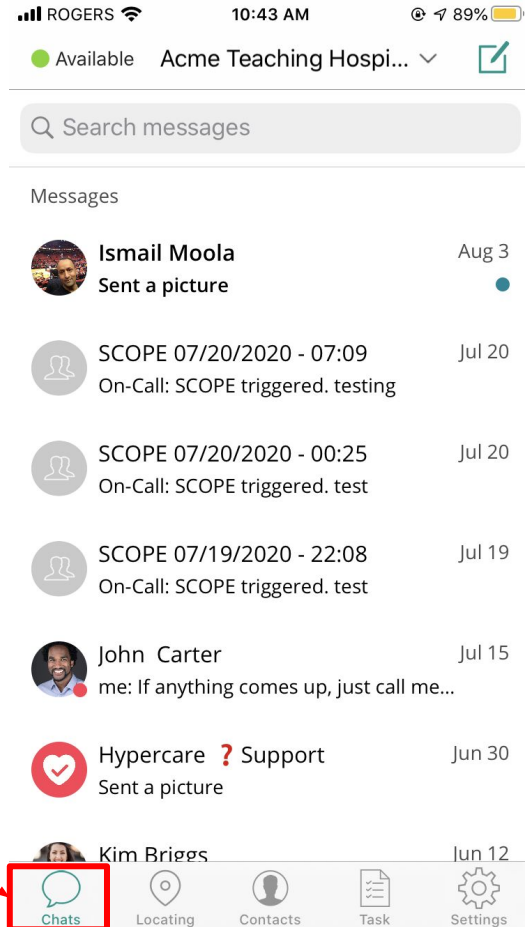 ROGERS 10:43 AM 89%
Available Acme Teaching Hospi...
Search messages
Messages
Ismail Moola Aug 3
Sent a picture
SCOPE 07/20/2020 - 07:09 Jul 20
On-Call: SCOPE triggered. testing
SCOPE 07/20/2020 - 00:25 Jul 20
On-Call: SCOPE triggered. test
SCOPE 07/19/2020 - 22:08 Jul 19
On-Call: SCOPE triggered. test
John Carter Jul 15
me: If anything comes up, just call me...
Hypercare ❓ Support Jun 30
Sent a picture
Kim Briggs Jun 12
Chats Locating Contacts Task Settings